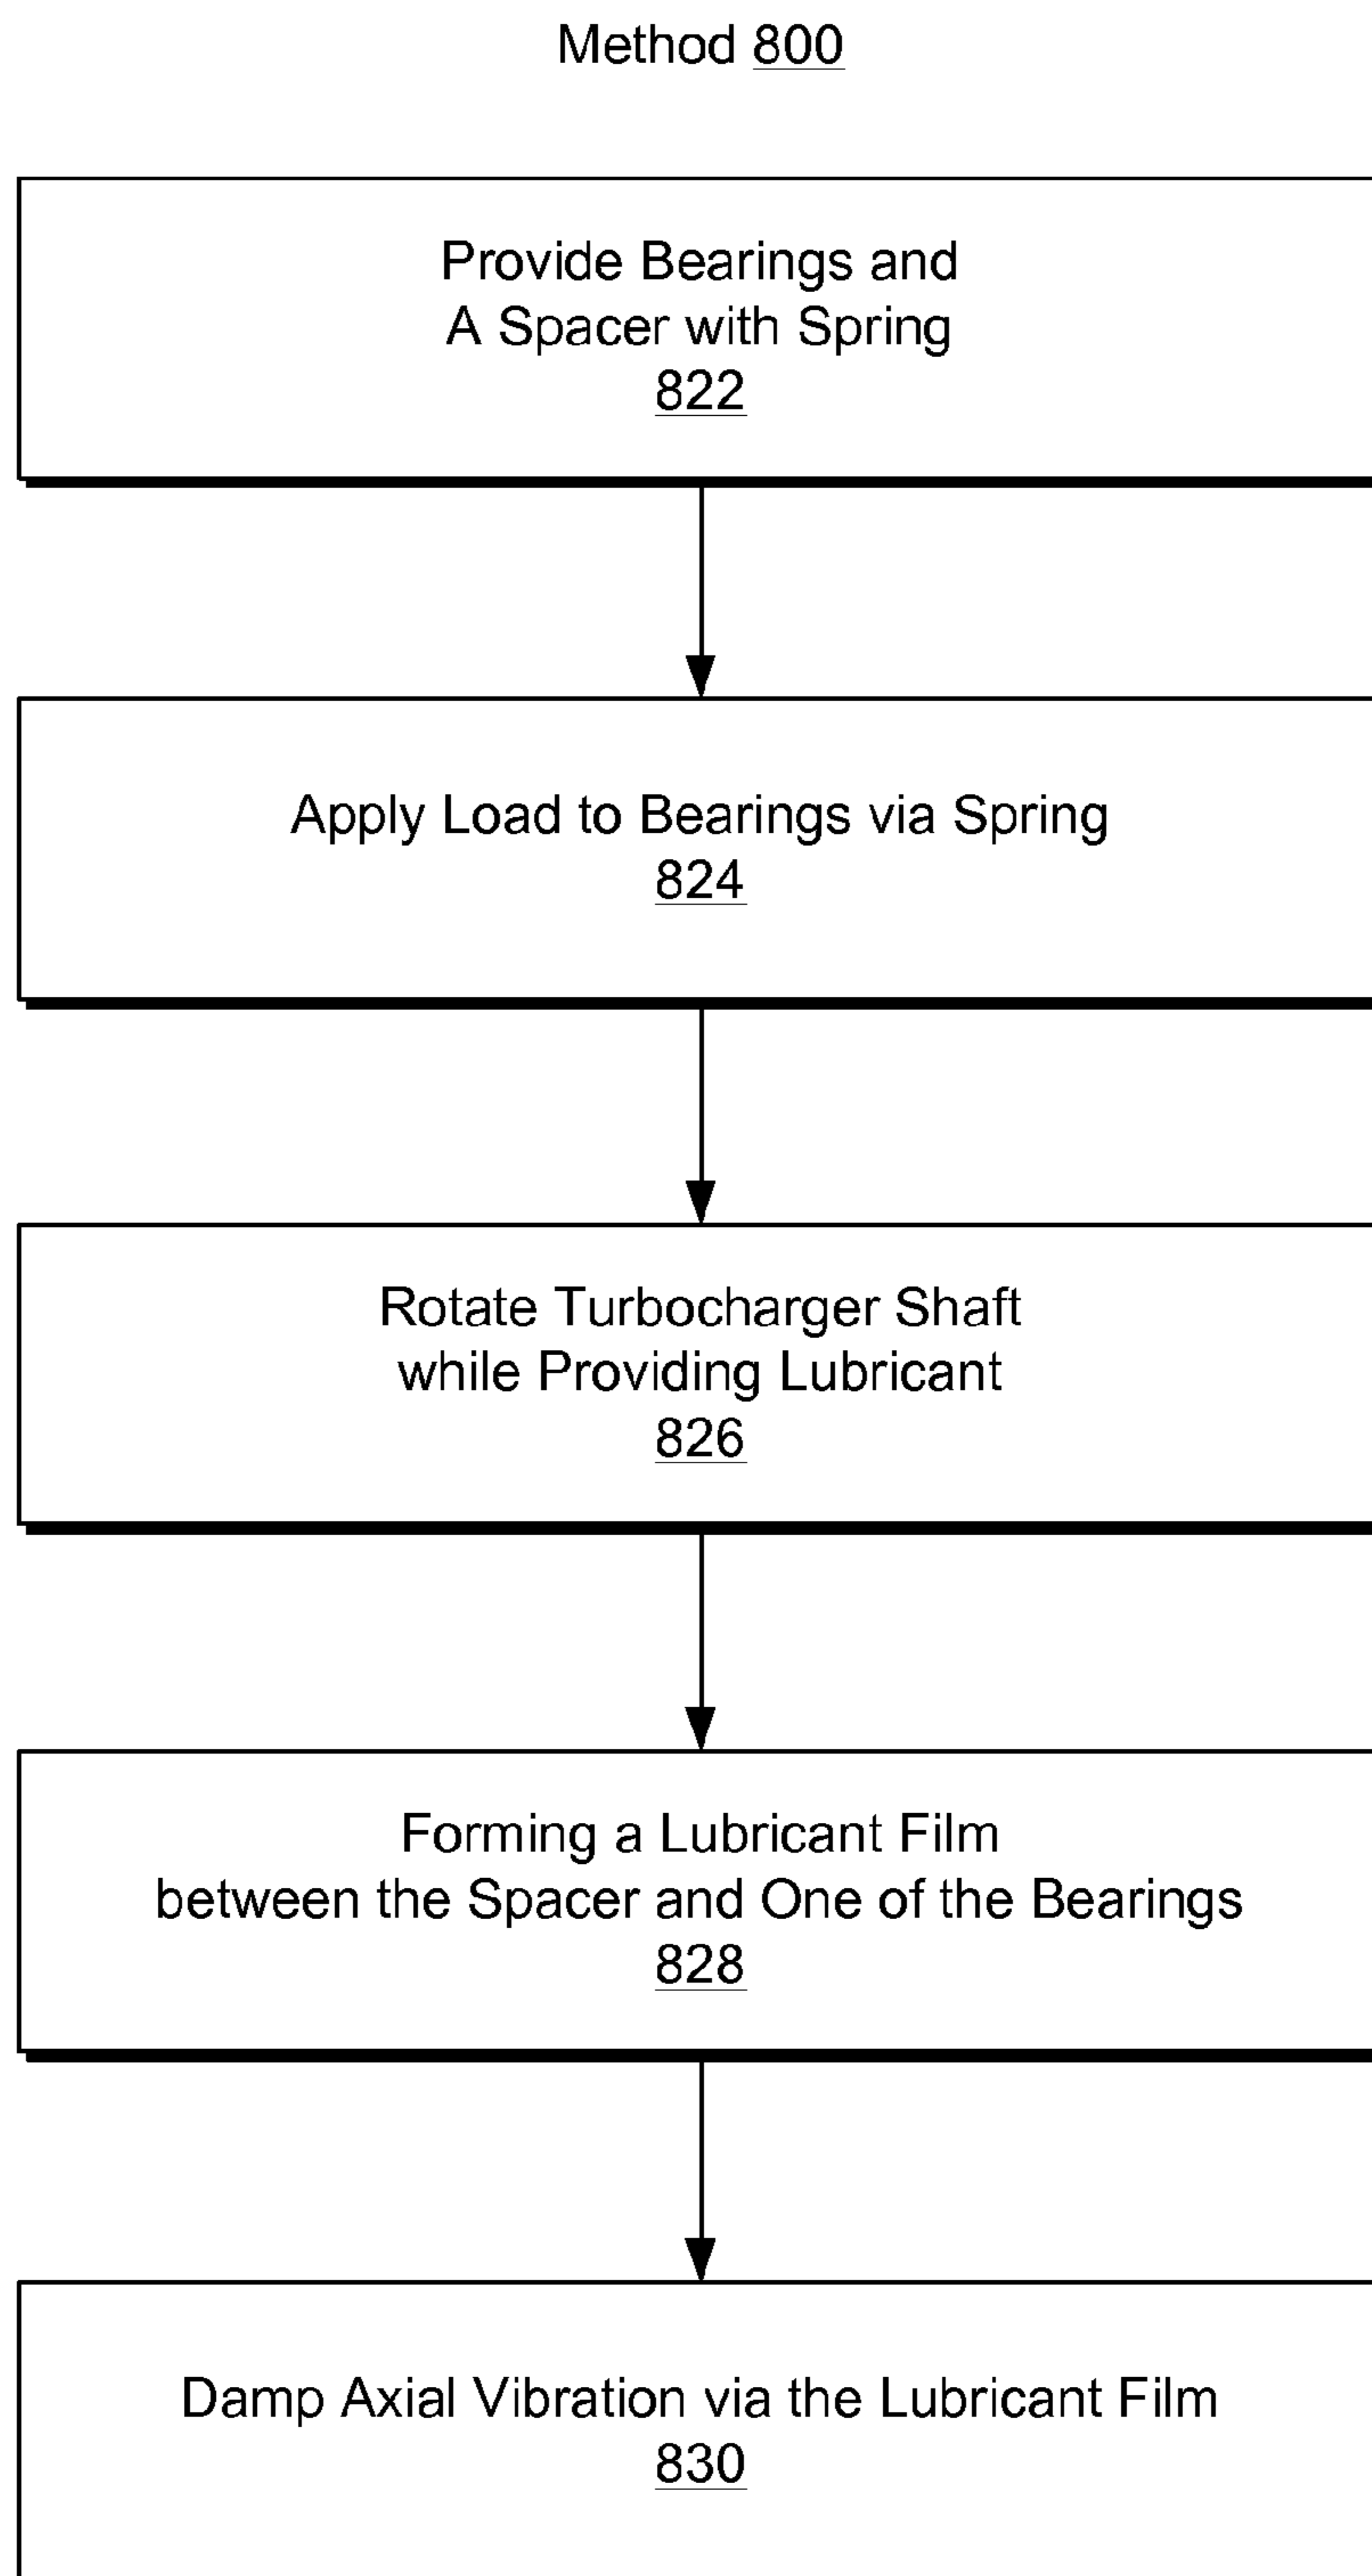 Method 800
Provide Bearings and
A Spacer with Spring
822
Apply Load to Bearings via Spring
824
Rotate Turbocharger Shaft
while Providing Lubricant
826
Forming a Lubricant Film
between the Spacer and One of the Bearings
828
Damp Axial Vibration via the Lubricant Film
830